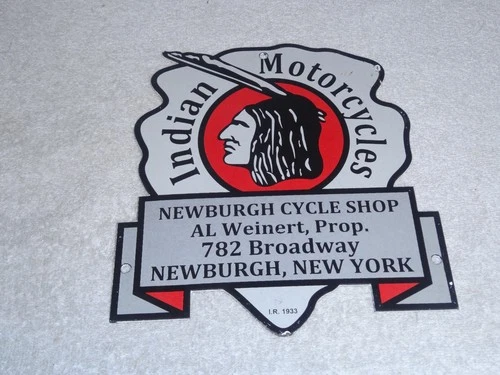 Indian Motorcycles
NEWBURGH CYCLE SHOP
AL Weinert, Prop.
782 Broadway
NEWBURGH, NEW YORK
I.R. 1933